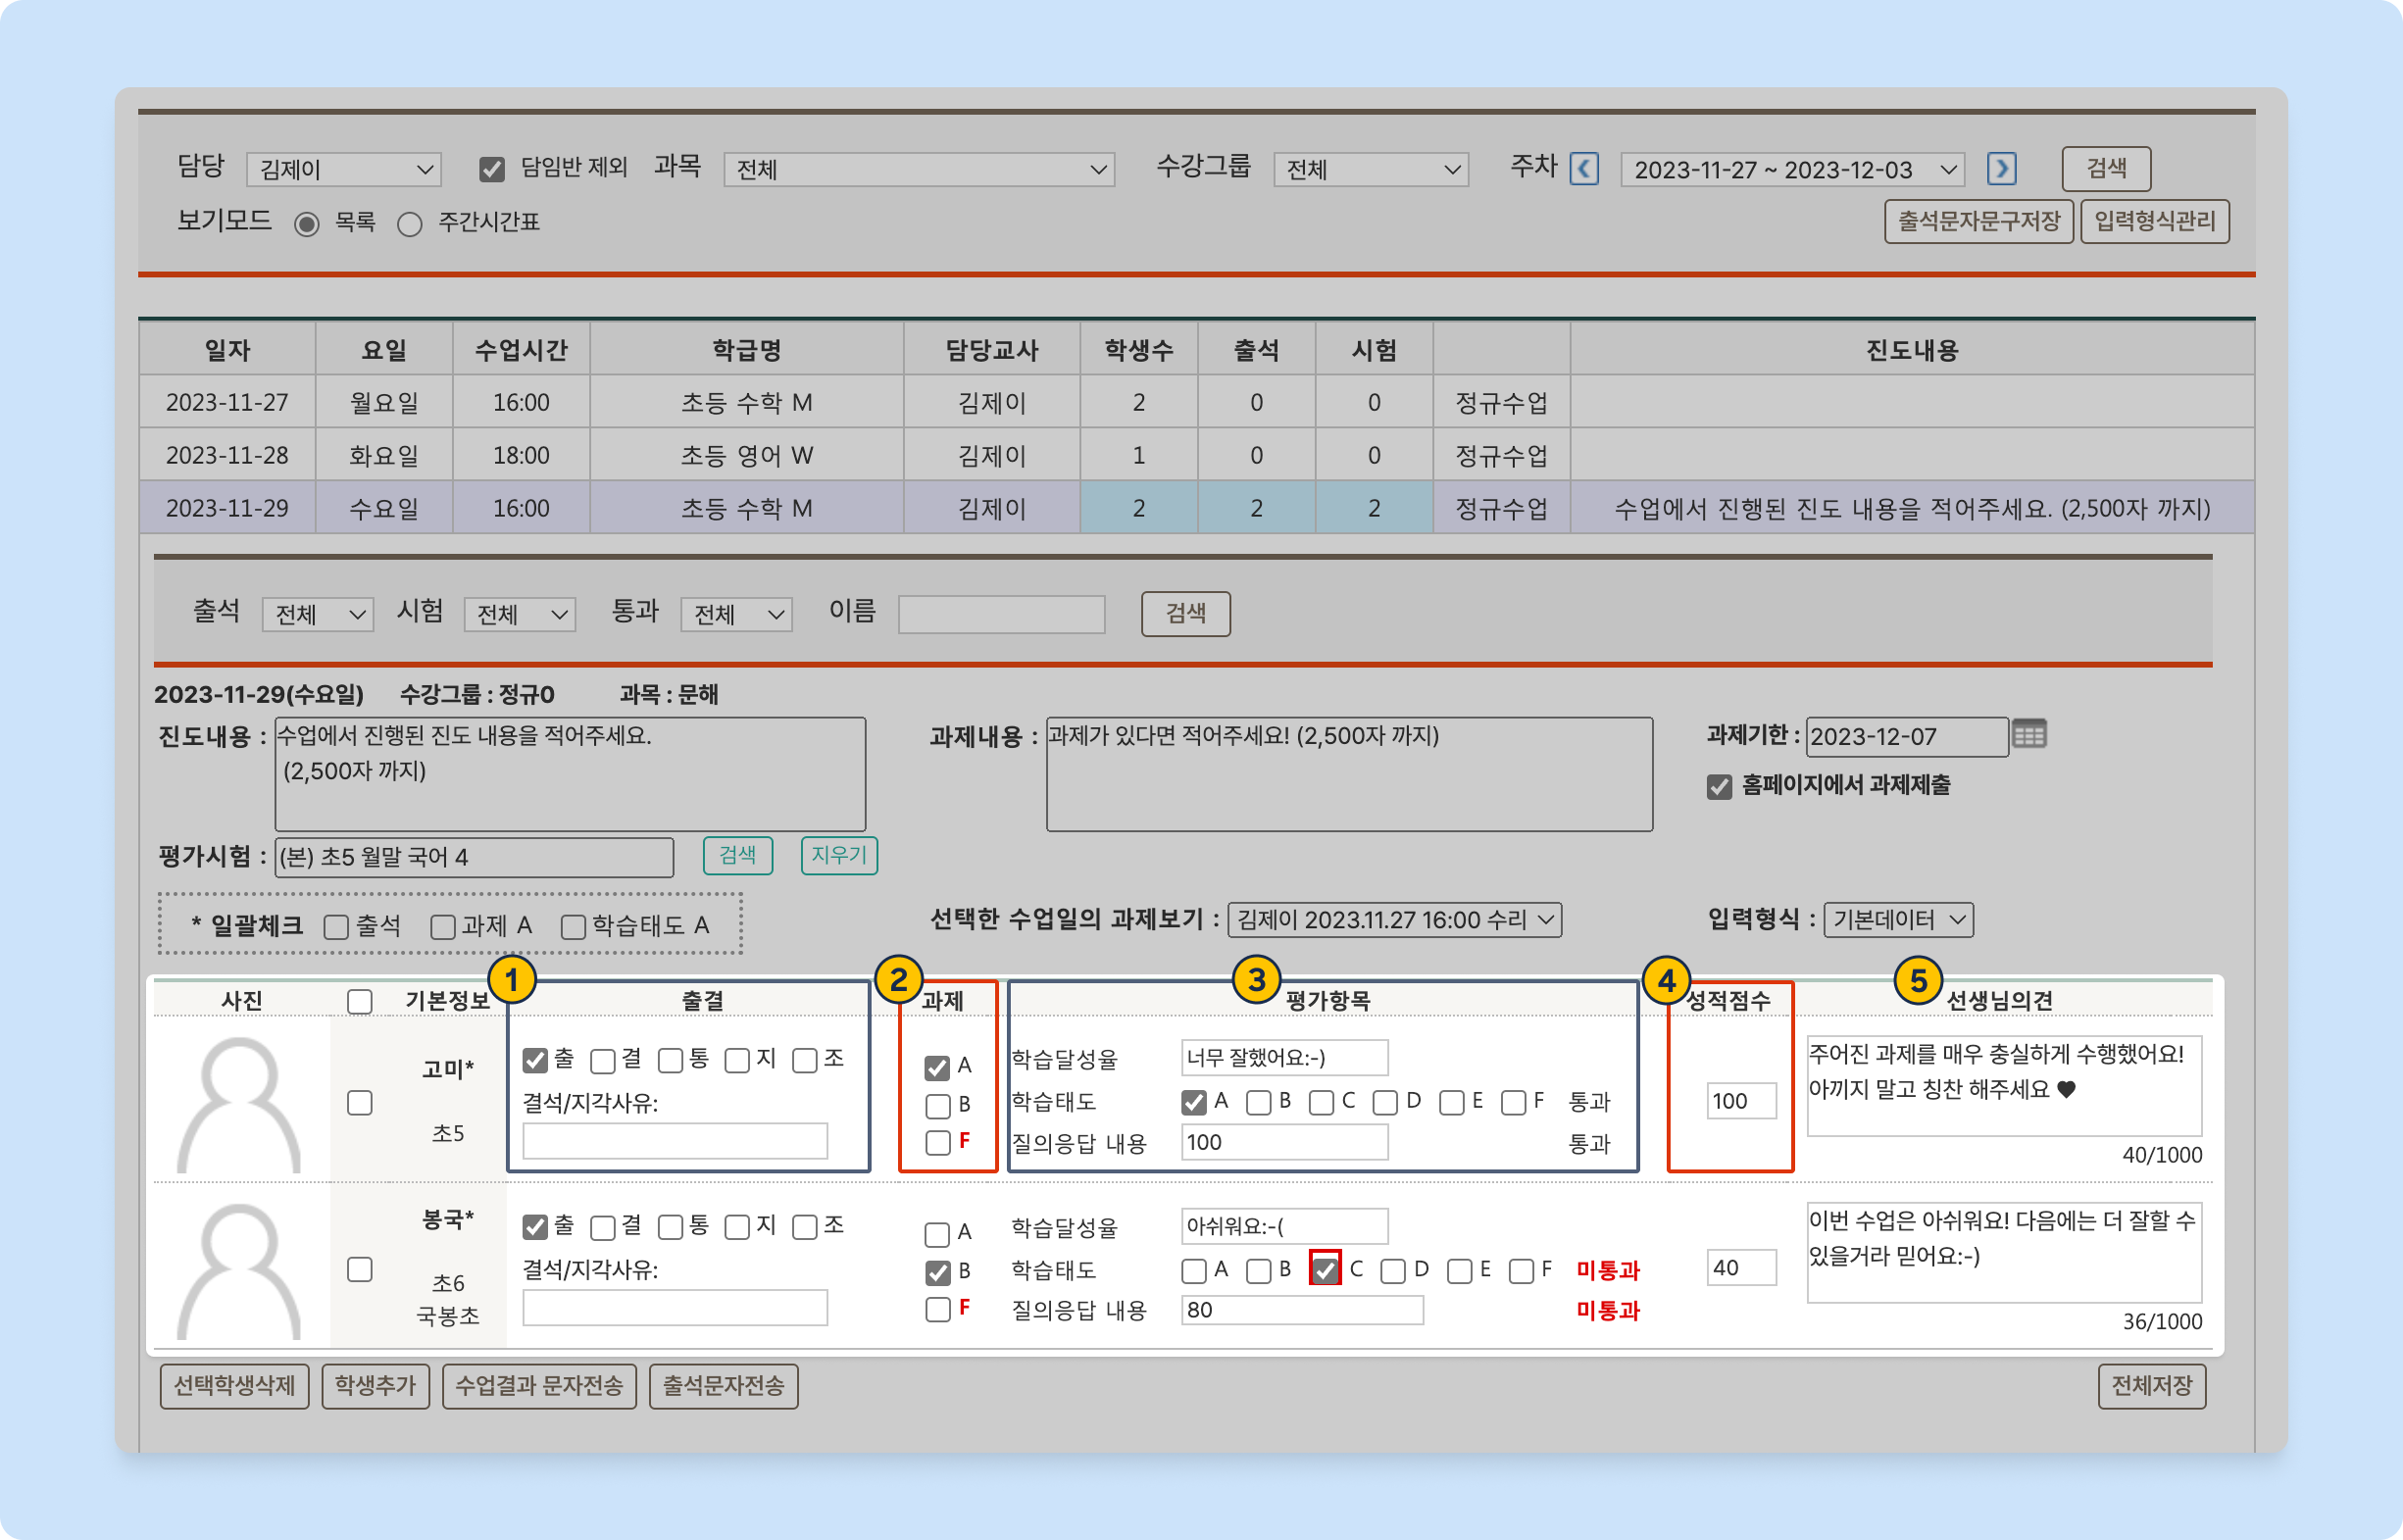 담당 김제이 담임반 제외 과목 전체 수강그룹 전체 주차 2023-11-27 ~ 2023-12-03 검색
보기모드 목록 주간시간표 출석문자문구저장 입력형식관리
일자 요일 수업시간 학급명 담당교사 학생수 출석 시험 진도내용
2023-11-27 월요일 16:00 초등 수학 M 김제이 2 0 0 정규수업
2023-11-28 화요일 18:00 초등 영어 W 김제이 1 0 0 정규수업
2023-11-29 수요일 16:00 초등 수학 M 김제이 2 2 2 정규수업 수업에서 진행된 진도 내용을 적어주세요. (2,500자 까지)
출석 전체 시험 전체 통과 전체 이름 검색
2023-11-29(수요일) 수강그룹 : 정규0 과목 : 문해
진도내용 : 수업에서 진행된 진도 내용을 적어주세요.
(2,500자 까지)
과제내용 : 과제가 있다면 적어주세요! (2,500자 까지)
과제기한 : 2023-12-07
홈페이지에서 과제제출
평가시험 : (본) 초5 월말 국어 4 검색 지우기
* 일괄체크 출석 과제 A 학습태도 A 선택한 수업일의 과제보기 : 김제이 2023.11.27 16:00 수리 입력형식 : 기본데이터
1 2 3 4 5
사진 기본정보 출결 과제 평가항목 성적점수 선생님의견
고미*
초5
출 결 통 지 조
결석/지각사유:
A
B
F
학습달성율 너무 잘했어요:-)
학습태도 A B C D E F 통과
질의응답 내용 100 통과
100
주어진 과제를 매우 충실하게 수행했어요!
아끼지 말고 칭찬 해주세요 ♥
40/1000
봉국*
초6
국봉초
출 결 통 지 조
결석/지각사유:
A
B
F
학습달성율 아쉬워요:-(
학습태도 A B C D E F 미통과
질의응답 내용 80 미통과
40
이번 수업은 아쉬워요! 다음에는 더 잘할 수
있을거라 믿어요:-)
36/1000
선택학생삭제 학생추가 수업결과 문자전송 출석문자전송 전체저장